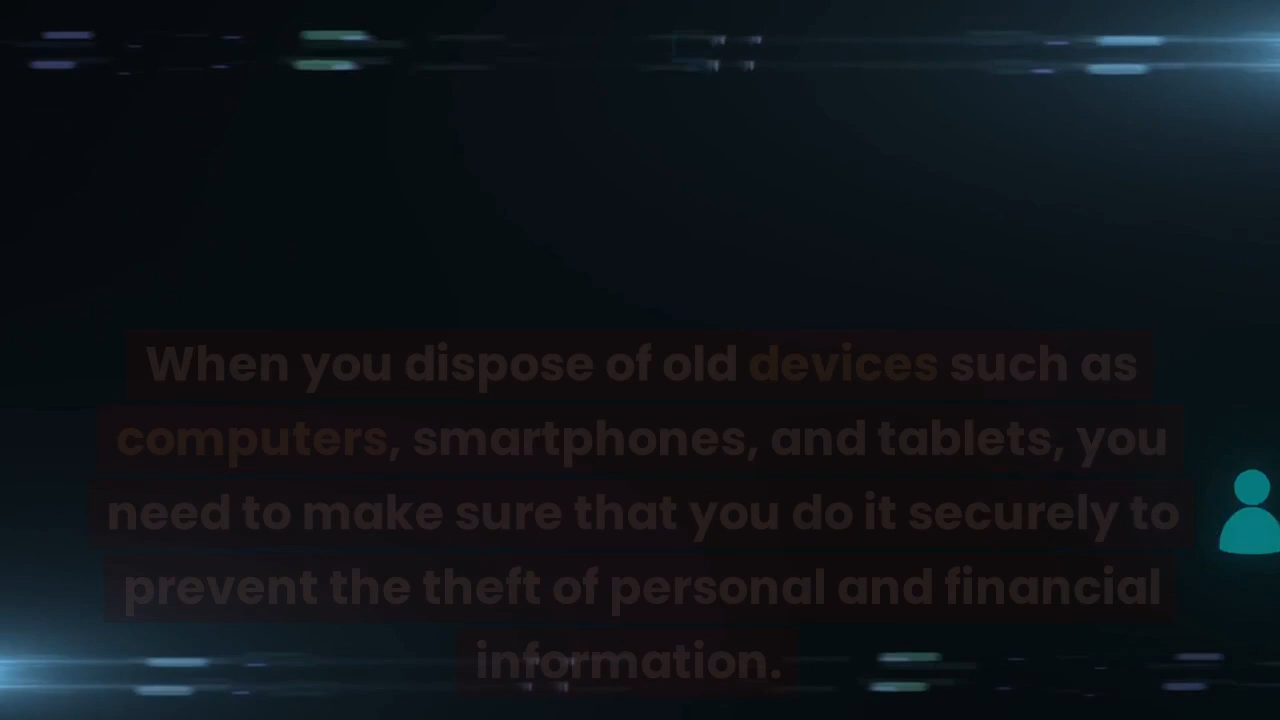 When you dispose of old devices such as
computers, smartphones, and tablets, you
need to make sure that you do it securely to
prevent the theft of personal and financial
information.